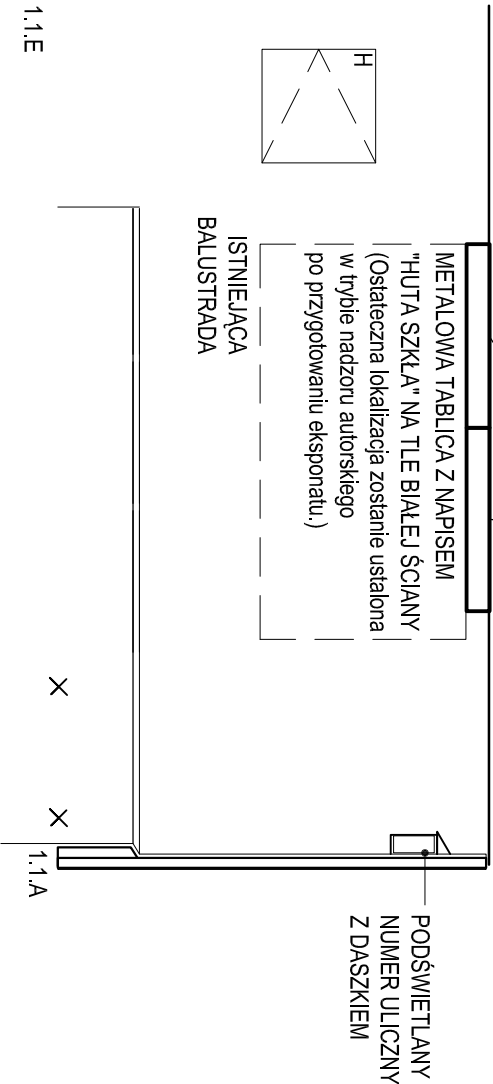 H
METALOWA TABLICA Z NAPISEM
"HUTA SZKŁA" NA TLE BIAŁEJ ŚCIANY
(Ostateczna lokalizacja zostanie ustalona
w trybie nadzoru autorskiego
po przygotowaniu eksponatu.)
ISTNIEJĄCA
BALUSTRADA
PODŚWIETLANY
NUMER ULICZNY
Z DASZKIEM
1.1.E
1.1.A